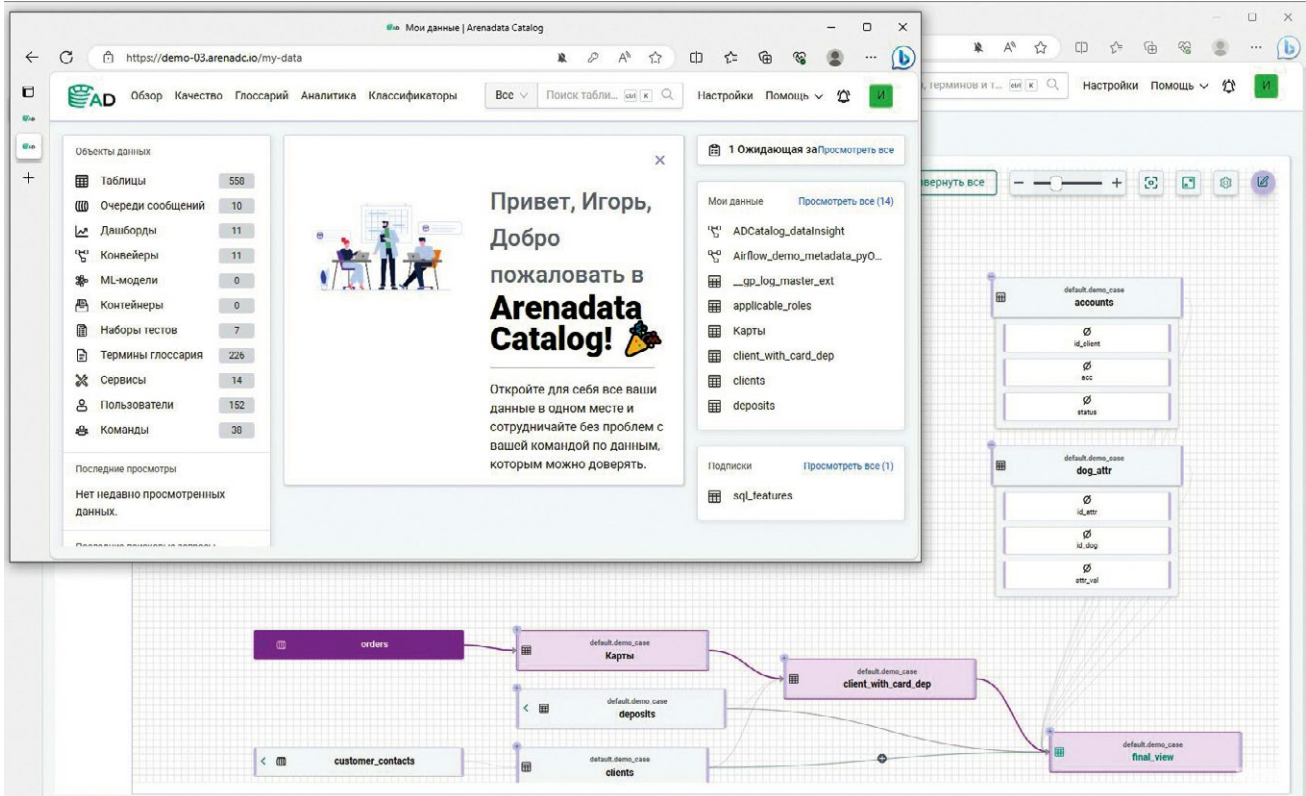 Мои данные | Arenadata Catalog
https://demo-03.arenadc.io/my-data
AD Обзор Качество Глоссарий Аналитика Классификаторы Все Поиск табли... ctrl K Настройки Помощь И
, терминов и т... ctrl K Настройки Помощь И
Объекты данных
Таблицы 558
Очереди сообщений 10
Дашборды 11
Конвейеры 11
ML-модели 0
Контейнеры 0
Наборы тестов 7
Термины глоссария 226
Сервисы 14
Пользователи 152
Команды 38
Последние просмотры
Нет недавно просмотренных
данных.
Привет, Игорь,
Добро
пожаловать в
Arenadata
Catalog!
Откройте для себя все ваши
данные в одном месте и
сотрудничайте без проблем с
вашей командой по данным,
которым можно доверять.
1 Ожидающая за Просмотреть все
Мои данные Просмотреть все (14)
ADCatalog_dataInsight
Airflow_demo_metadata_pyO...
__gp_log_master_ext
applicable_roles
Карты
client_with_card_dep
clients
deposits
Подписки Просмотреть все (1)
sql_features
вернуть все
default.demo_case
accounts
id_client
acc
status
default.demo_case
dog_attr
id_attr
id_dog
attr_val
orders
default.demo_case
Карты
default.demo_case
client_with_card_dep
default.demo_case
deposits
customer_contacts
default.demo_case
clients
default.demo_case
final_view